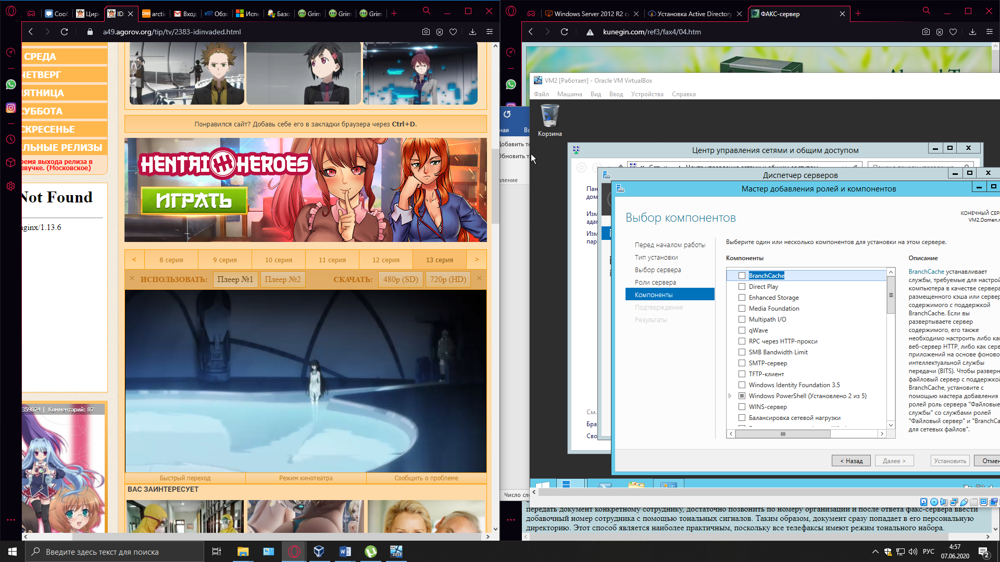 Сооб
Цирк
ID:
arctic
Вход
Обзо
Исп
Базо
Grim
Grim
Grim
a49.agorov.org/tip/tv/2383-idinvaded.html
СРЕДА
ЧЕТВЕРГ
ПЯТНИЦА
СУББОТА
СКРЕСЕНЬЕ
ЛЬНЫЕ РЕЛИЗЫ
ремя выхода релиза в
звучке. (Московское)
Not Found
nginx/1.13.6
359874 | Комментарий: 87
Понравился сайт? Добавь себе его в закладки браузера через Ctrl+D.
HENTAI HEROES
ИГРАТЬ
< 8 серия 9 серия 10 серия 11 серия 12 серия 13 серия >
× ИСПОЛЬЗОВАТЬ: Плеер №1 Плеер №2 СКАЧАТЬ: 480p (SD) 720p (HD) ×
Быстрый переход Режим кинотеатра Сообщить о проблеме
ВАС ЗАИНТЕРЕСУЕТ
Windows Server 2012 R2 с
Установка Active Directory
ФАКС-сервер
kunegin.com/ref3/fax4/04.htm
VM2 [Работает] - Oracle VM VirtualBox
Файл Машина Вид Ввод Устройства Справка
Корзина
ная
Вс
Добавить те
Обновить т
вление
Число сло
Центр управления сетями и общим доступом
Пан
дом
Изм
адап
Изм
пар
См.
Бра
Сво
Диспетчер серверов
Мастер добавления ролей и компонентов
Выбор компонентов
КОНЕЧНЫЙ СЕР
VM2.Domen.r
Перед началом работы
Тип установки
Выбор сервера
Роли сервера
Компоненты
Подтверждение
Результаты
Выберите один или несколько компонентов для установки на этом сервере.
Компоненты
BranchCache
Direct Play
Enhanced Storage
Media Foundation
Multipath I/O
qWave
RPC через HTTP-прокси
SMB Bandwidth Limit
SMTP-сервер
TFTP-клиент
Windows Identity Foundation 3.5
Windows PowerShell (Установлено 2 из 5)
WINS-сервер
Балансировка сетевой нагрузки
Описание
BranchCache устанавливает
службы, требуемые для настрой
компьютера в качестве сервера
размещенного кэша или сервер
содержимого с поддержкой
BranchCache. Если вы
развертываете сервер
содержимого, его также
необходимо настроить либо как
веб-сервер HTTP, либо как серв
приложений на основе фоново
интеллектуальной службы
передачи (BITS). Чтобы разверн
файловый сервер с поддержкой
BranchCache, установите с
помощью мастера добавления
ролей роль сервера "Файловые
службы" со службами ролей
"Файловый сервер" и "BranchCa
для сетевых файлов".
< Назад Далее > Установить Отмен
передать документ конкретному сотруднику, достаточно позвонить по номеру организации и после ответа факс-сервера ввести
добавочный номер сотрудника с помощью тональных сигналов. Таким образом, документ сразу попадает в его персональную
директорию. Этот способ является наиболее практичным, поскольку все телефаксы имеют режим тонального набора.
Введите здесь текст для поиска
РУС
4:57
07.06.2020
2